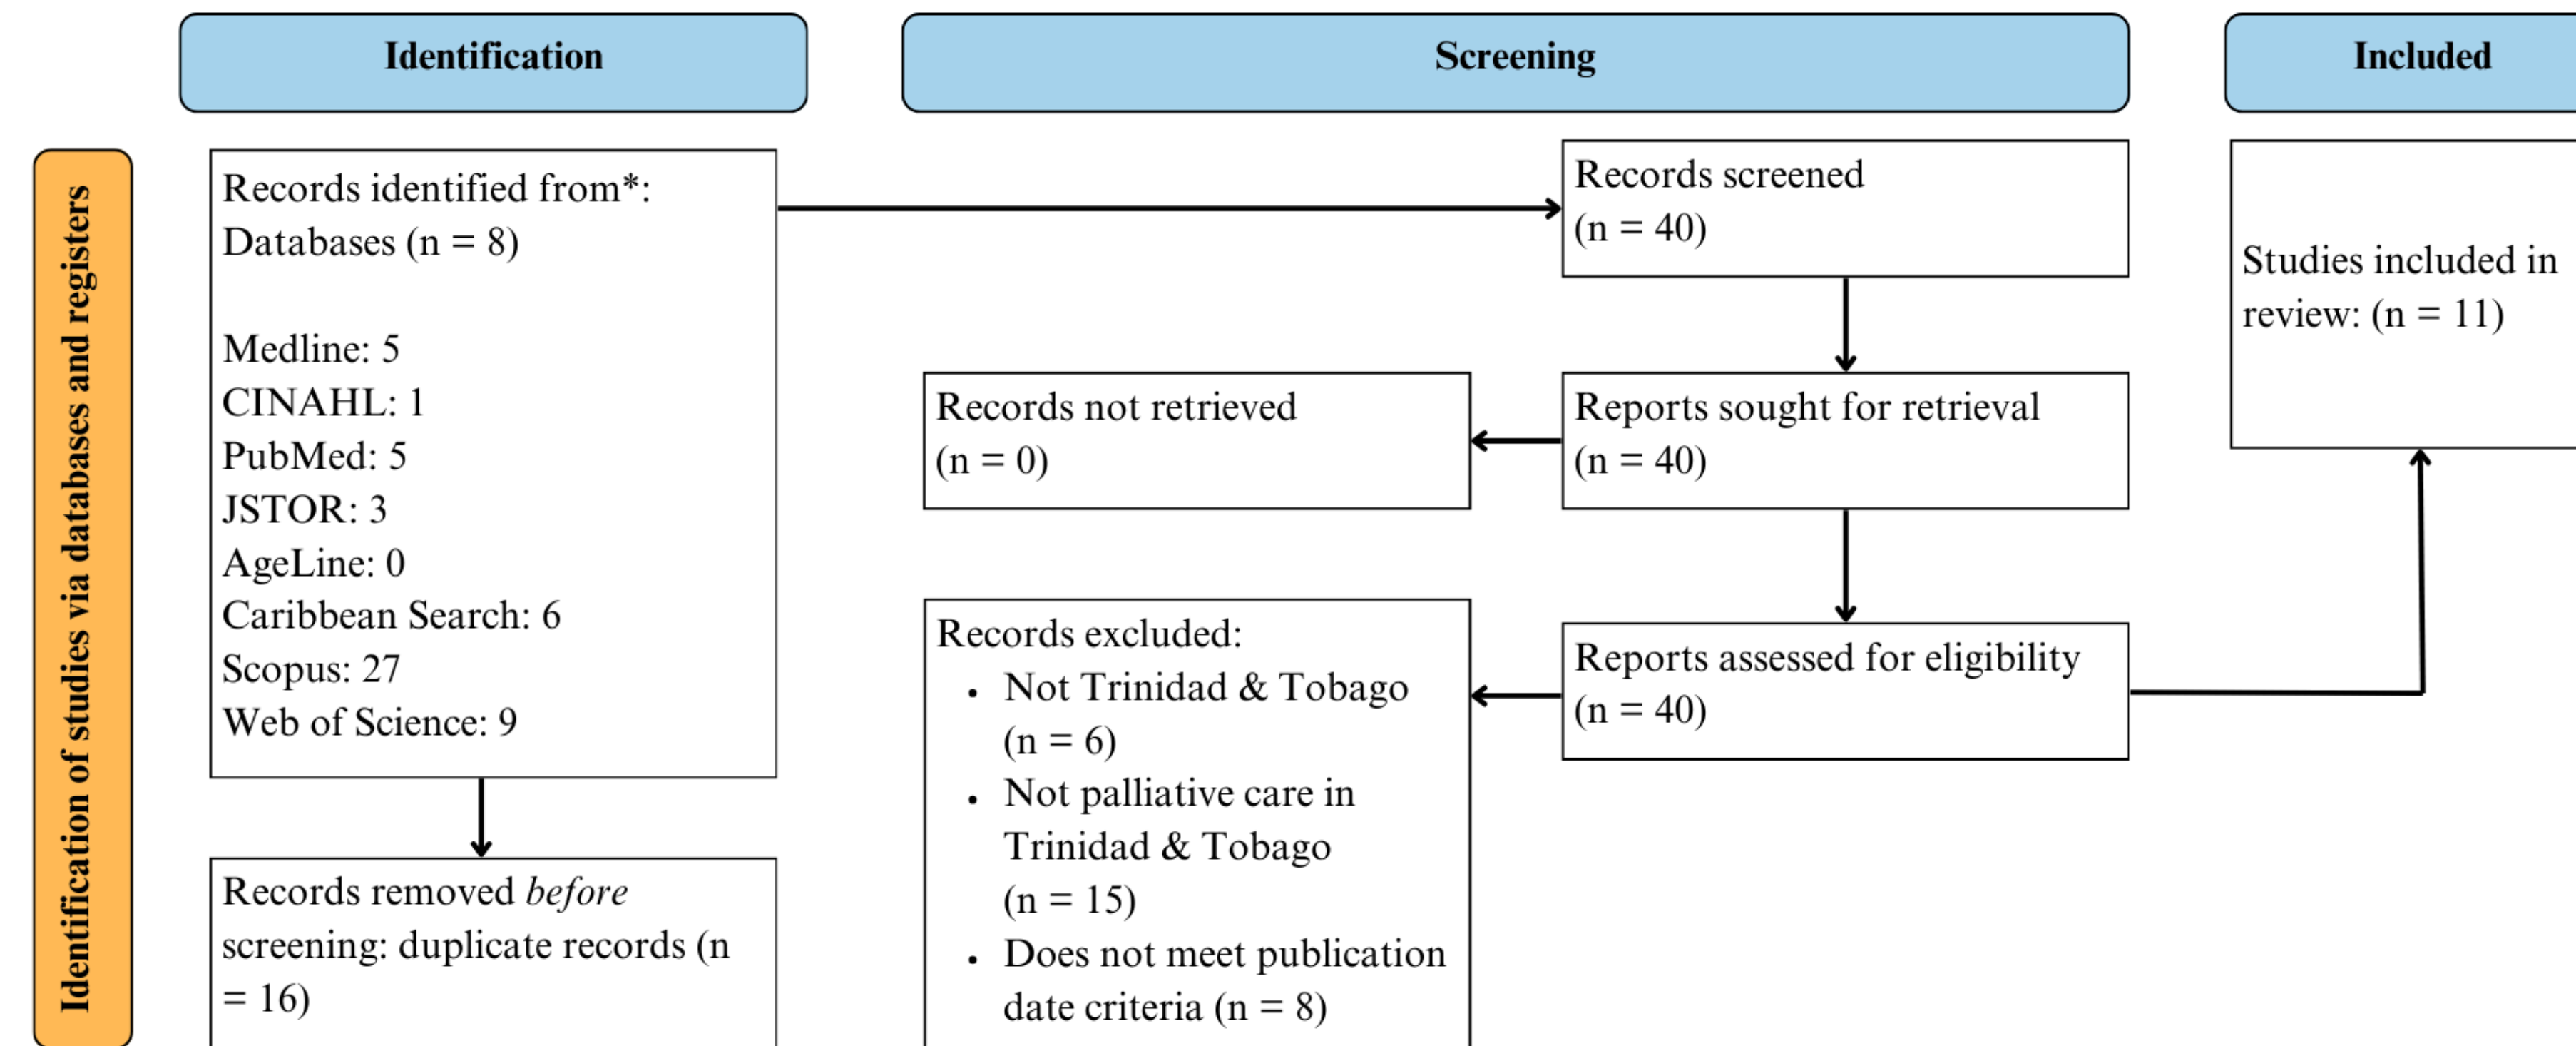 Identification
Screening
Included
Identification of studies via databases and registers
Records identified from*:
Databases (n = 8)
Medline: 5
CINAHL: 1
PubMed: 5
JSTOR: 3
AgeLine: 0
Caribbean Search: 6
Scopus: 27
Web of Science: 9
Records removed before
screening: duplicate records (n
= 16)
Records screened
(n = 40)
Reports sought for retrieval
(n = 40)
Records not retrieved
(n = 0)
Reports assessed for eligibility
(n = 40)
Records excluded:
• Not Trinidad & Tobago
(n = 6)
• Not palliative care in
Trinidad & Tobago
(n = 15)
• Does not meet publication
date criteria (n = 8)
Studies included in
review: (n = 11)